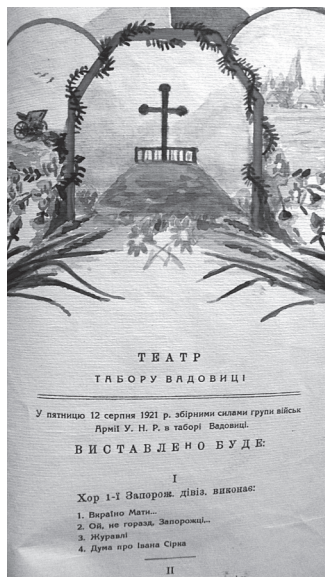 ТЕАТР
ТАБОРУ ВАДОВИЦІ
У пятницю 12 серпня 1921 р. збірними силами групи військ
Армії У. Н. Р. в таборі Вадовиці.
ВИСТАВЛЕНО БУДЕ:
I
Хор 1-ї Запорож. дівіз. виконає:
1. Вкраїно Мати...
2. Ой, не горазд, Запорожці...
3. Журавлі
4. Дума про Івана Сірка
II